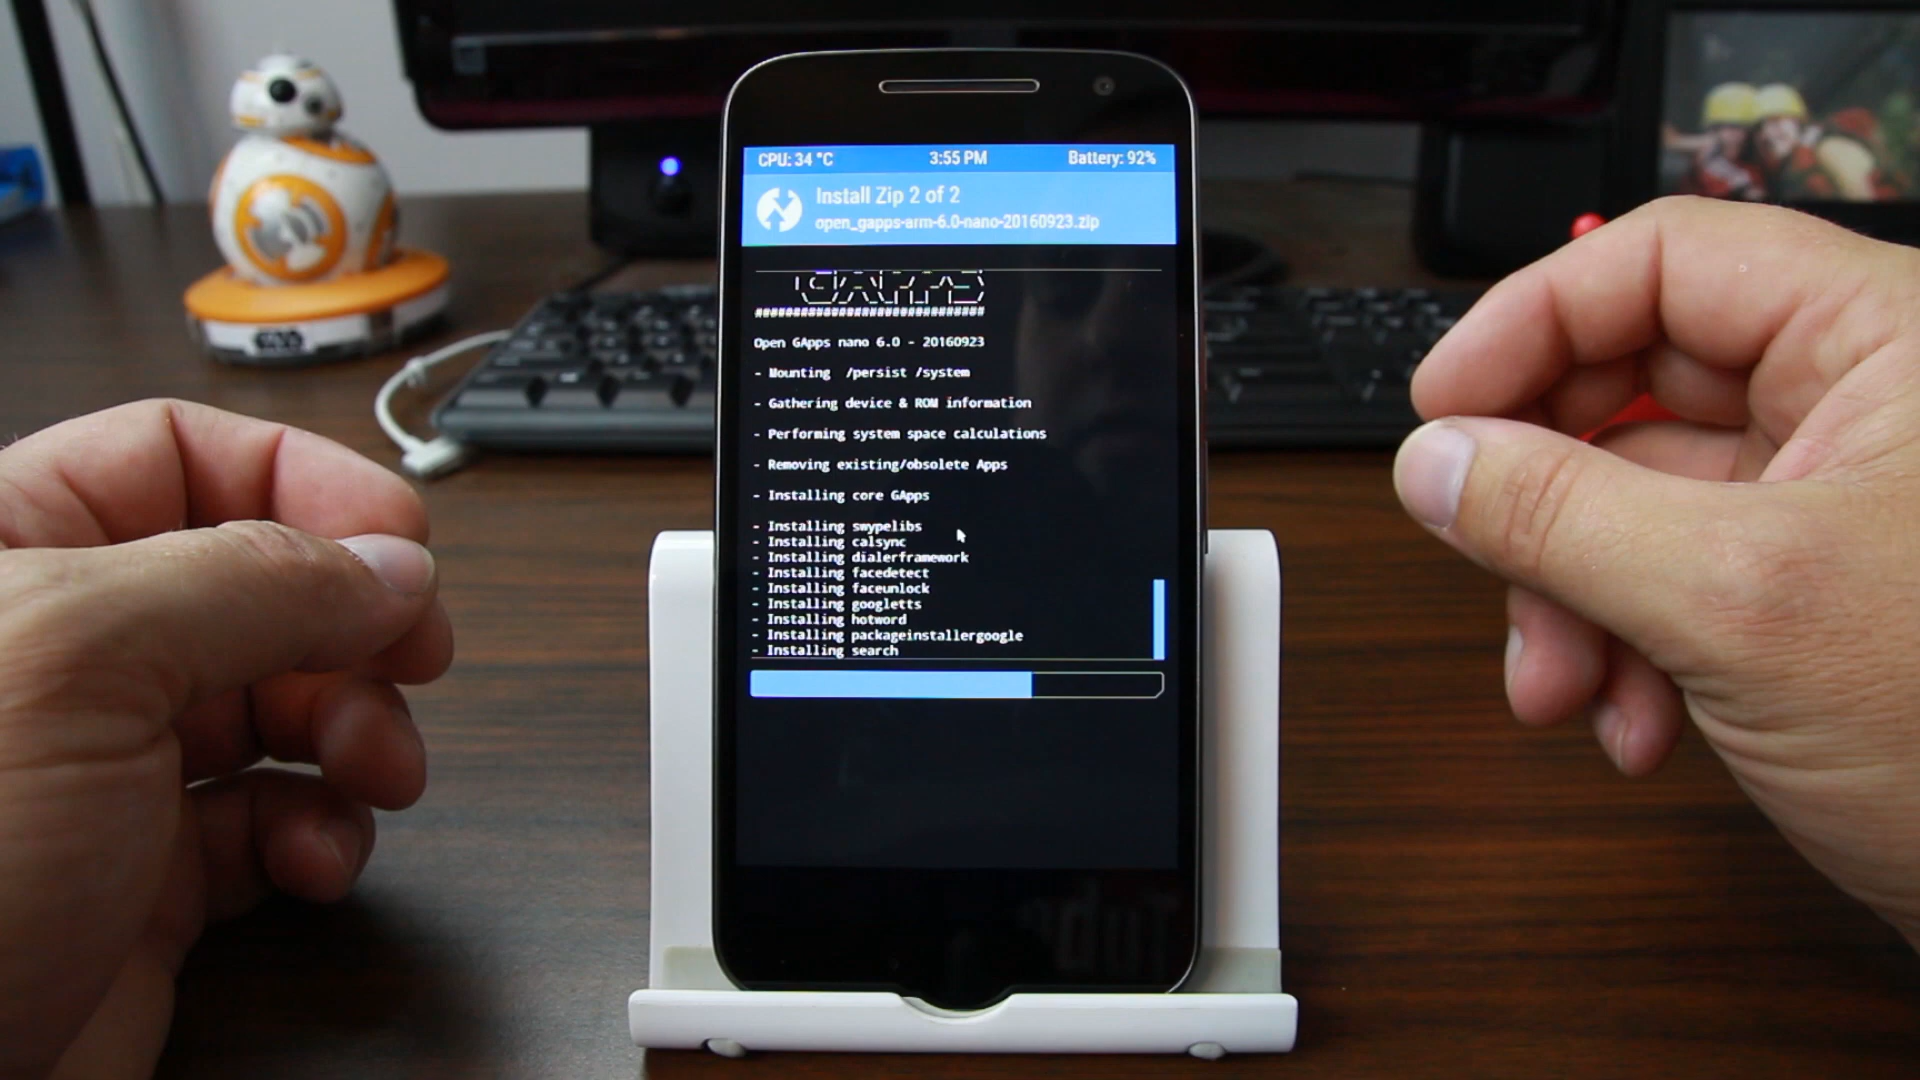 CPU: 34 °C 3:55 PM Battery: 92%
Install Zip 2 of 2
open_gapps-arm-6.0-nano-20160923.zip
GAPPS
##############################
Open GApps nano 6.0 - 20160923
- Mounting /persist /system
- Gathering device & ROM information
- Performing system space calculations
- Removing existing/obsolete Apps
- Installing core GApps
- Installing swypelibs
- Installing calsync
- Installing dialerframework
- Installing facedetect
- Installing faceunlock
- Installing googletts
- Installing hotword
- Installing packageinstallergoogle
- Installing search
STAR WARS